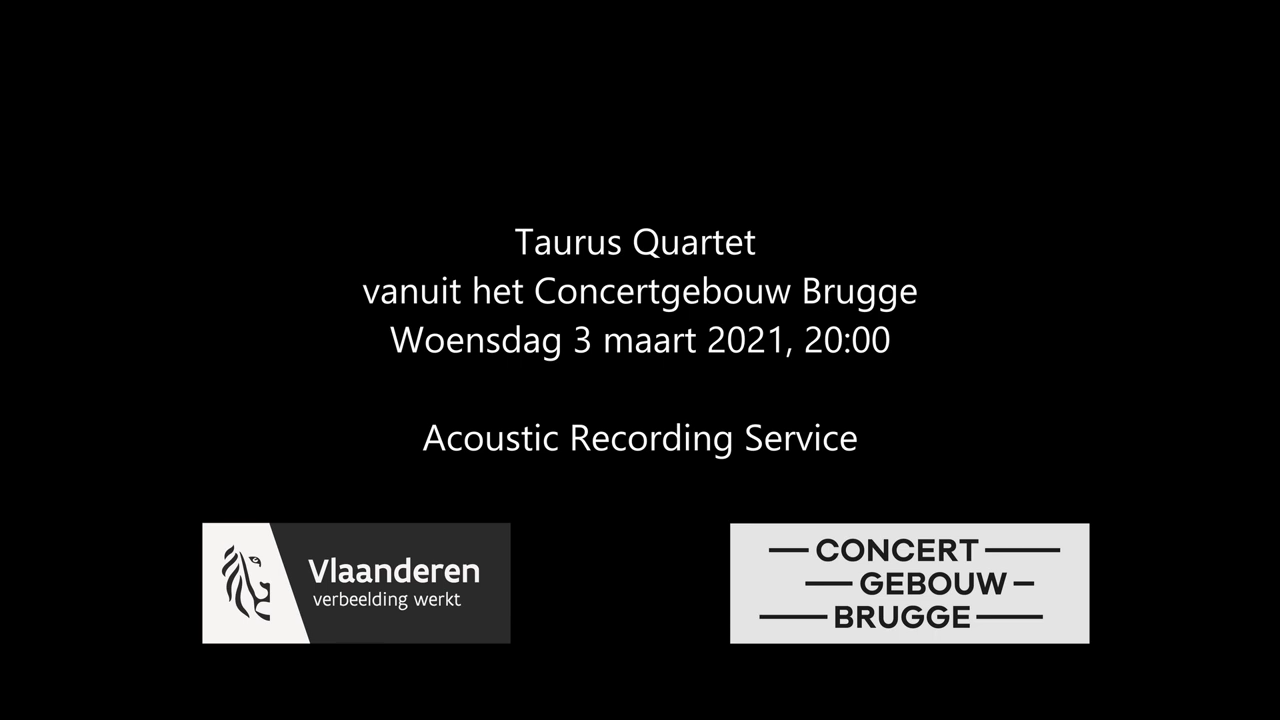 Taurus Quartet
vanuit het Concertgebouw Brugge
Woensdag 3 maart 2021, 20:00
Acoustic Recording Service
Vlaanderen
verbeelding werkt
CONCERT
GEBOUW
BRUGGE